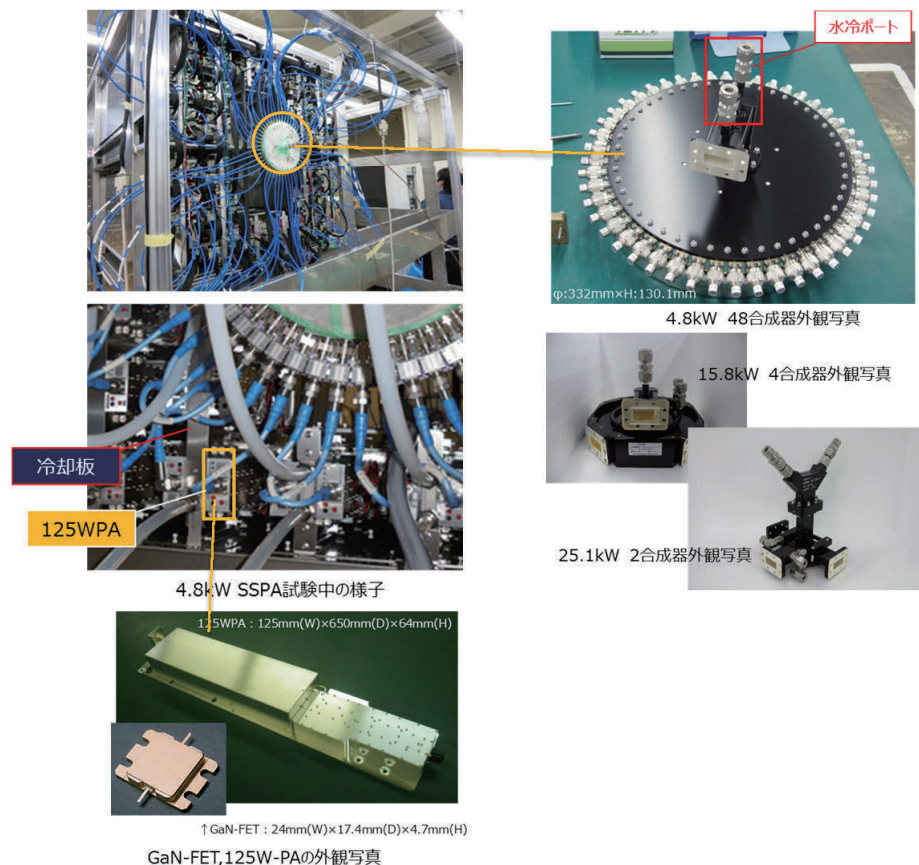 水冷ポート
φ:332mm×H:130.1mm
4.8kW 48合成器外観写真
15.8kW 4合成器外観写真
25.1kW 2合成器外観写真
冷却板
125WPA
4.8kW SSPA試験中の様子
125WPA：125mm(W)×650mm(D)×64mm(H)
↑GaN-FET：24mm(W)×17.4mm(D)×4.7mm(H)
GaN-FET,125W-PAの外観写真